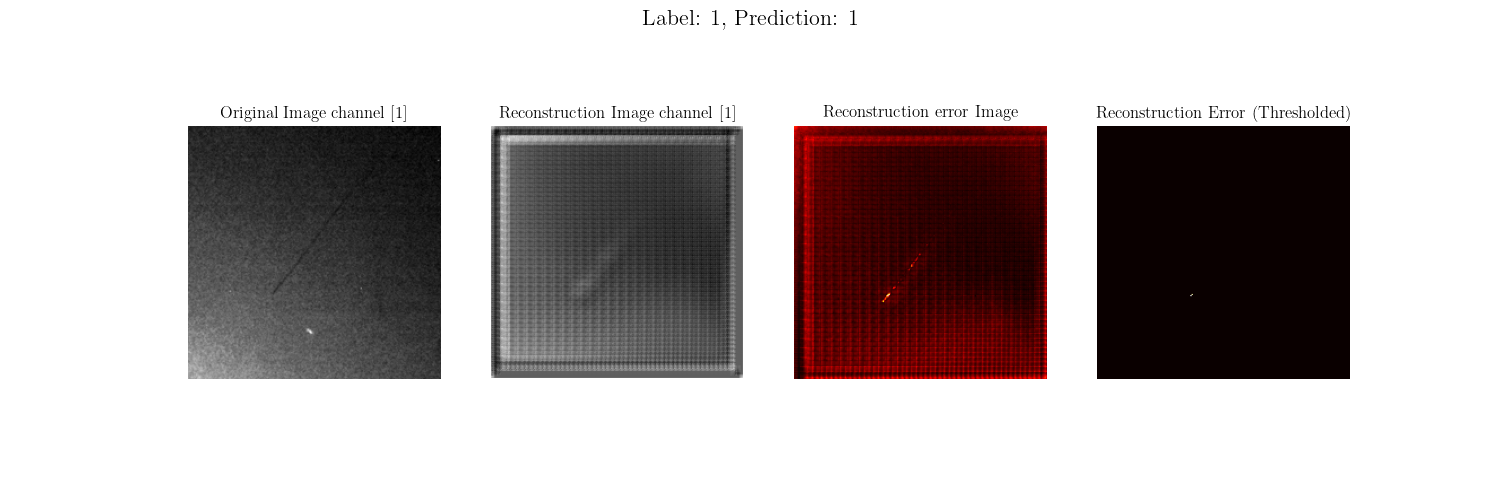 Label: 1, Prediction: 1
Original Image channel [1]
Reconstruction Image channel [1]
Reconstruction error Image
Reconstruction Error (Thresholded)